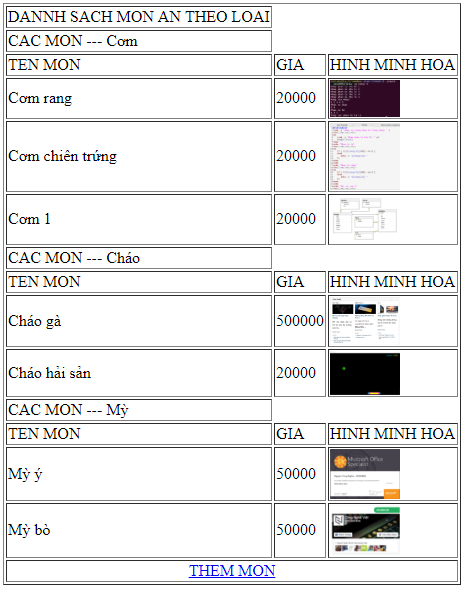 DANNH SACH MON AN THEO LOAI
CAC MON --- Cơm
TEN MON GIA HINH MINH HOA
Cơm rang 20000
Cơm chiên trứng 20000
Cơm 1 20000
CAC MON --- Cháo
TEN MON GIA HINH MINH HOA
Cháo gà 500000
Cháo hải sản 20000
CAC MON --- Mỳ
TEN MON GIA HINH MINH HOA
Mỳ ý 50000
Microsoft Office
Specialist
Mỳ bò 50000
THEM MON